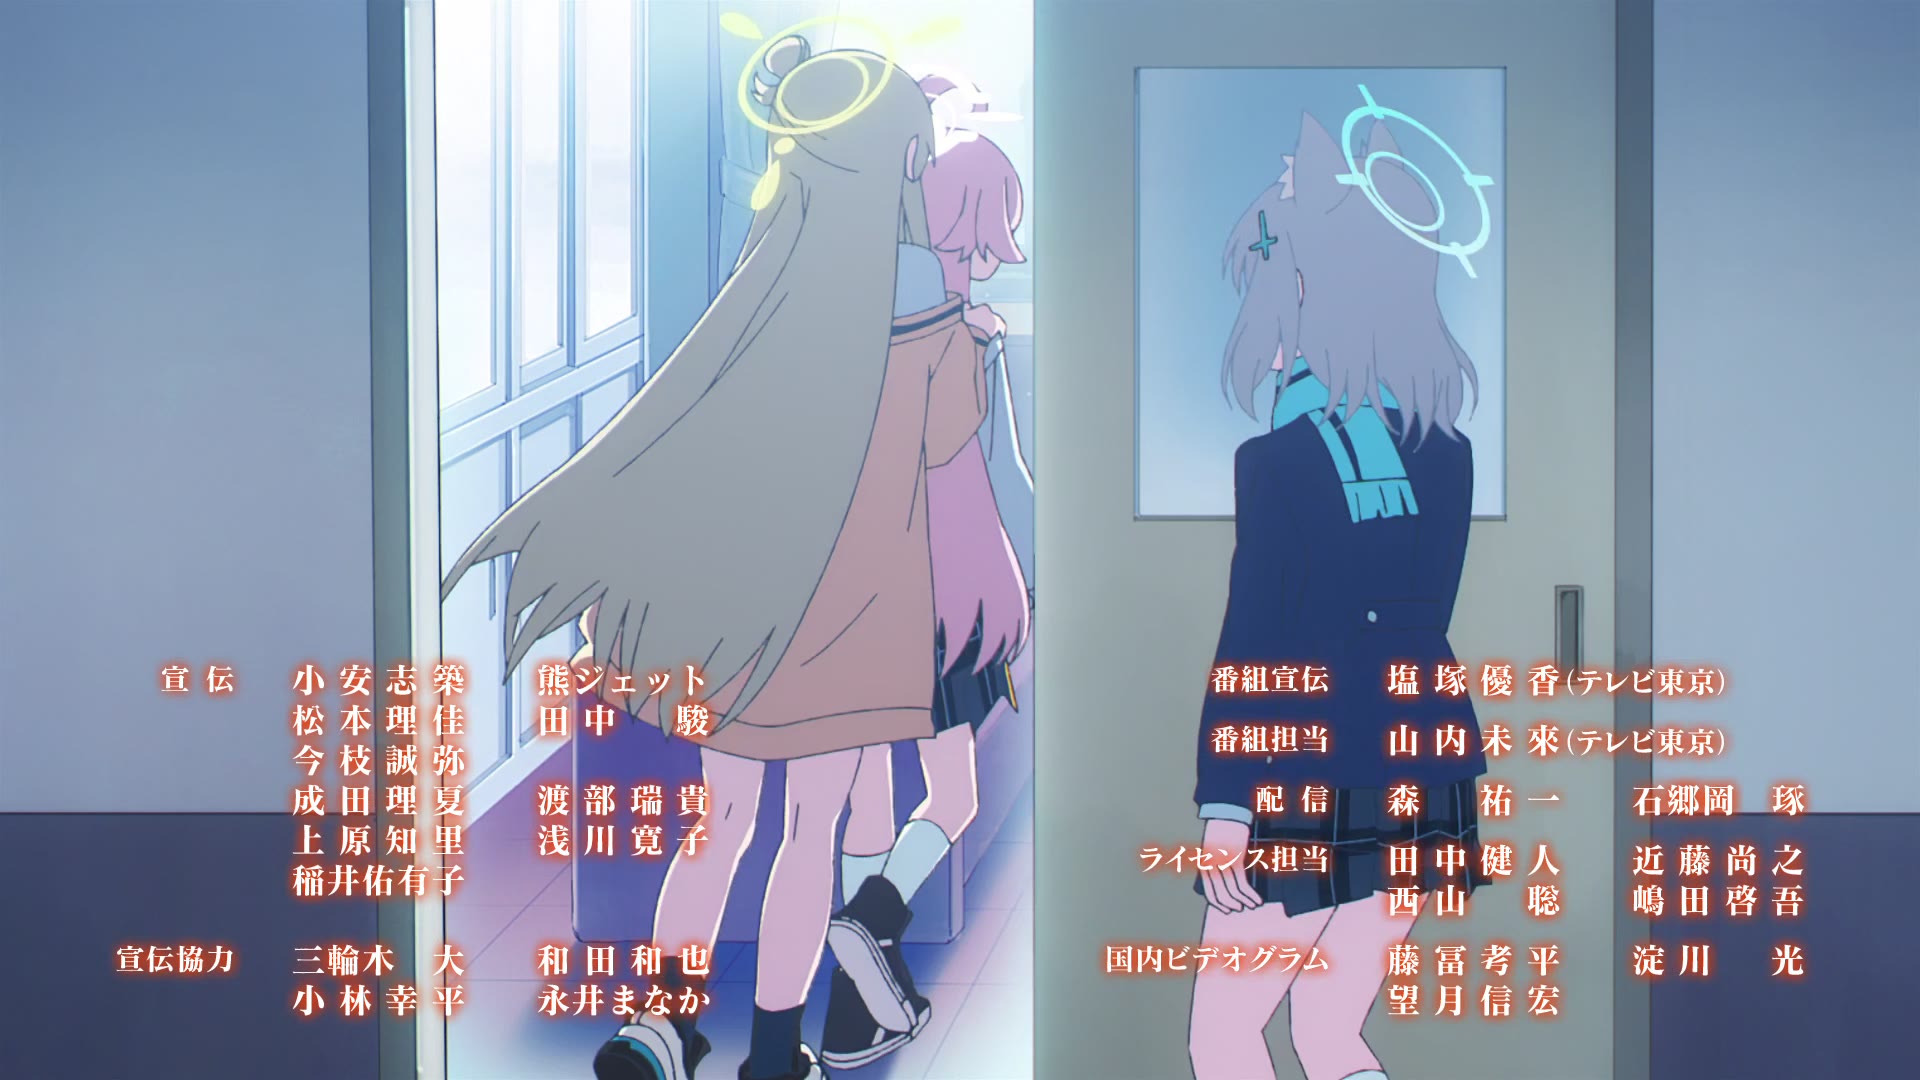 宣伝 小安志築 熊ジェット
松本理佳 田中駿
今枝誠弥
成田理夏 渡部瑞貴
上原知里 浅川寛子
稲井佑有子
宣伝協力 三輪木大 和田和也
小林幸平 永井まなか
番組宣伝 塩塚優香(テレビ東京)
番組担当 山内未來(テレビ東京)
配信 森祐一 石郷岡琢
ライセンス担当 田中健人 近藤尚之
西山聡 嶋田啓吾
国内ビデオグラム 藤冨考平 淀川光
望月信宏